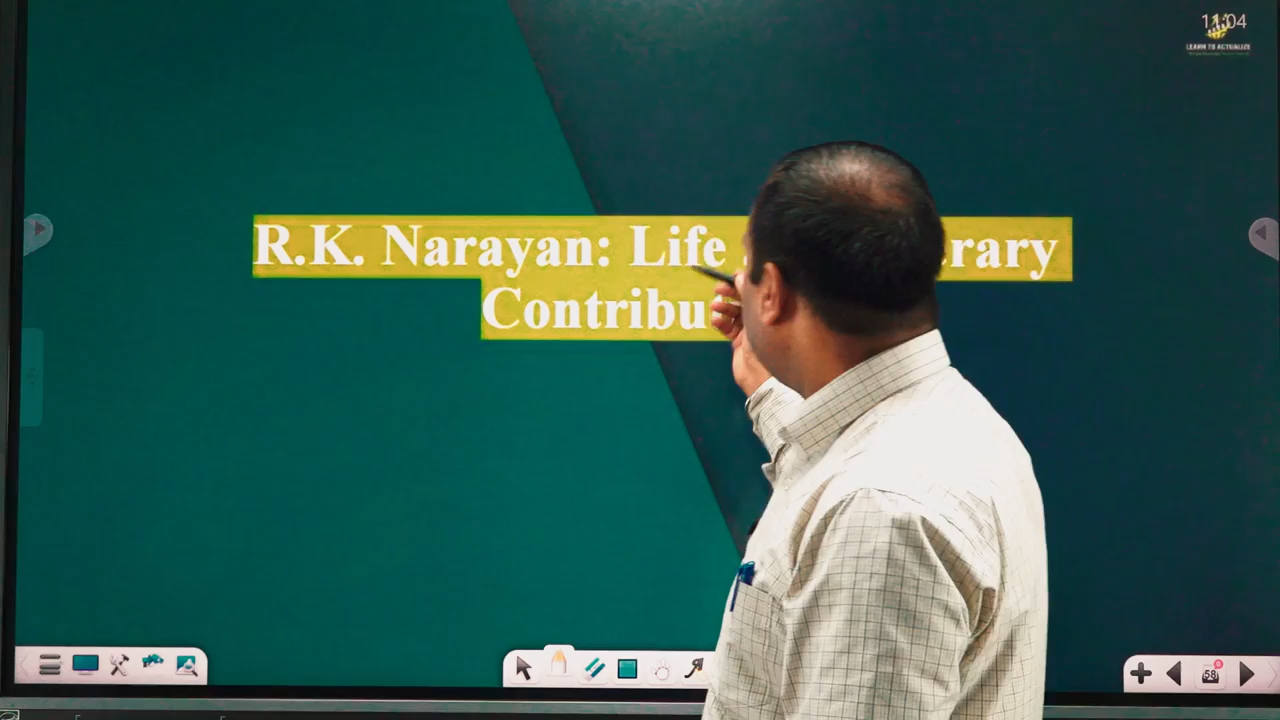 11:04
LEARN TO ACTUALIZE
R.K. Narayan: Life
Contribu
58